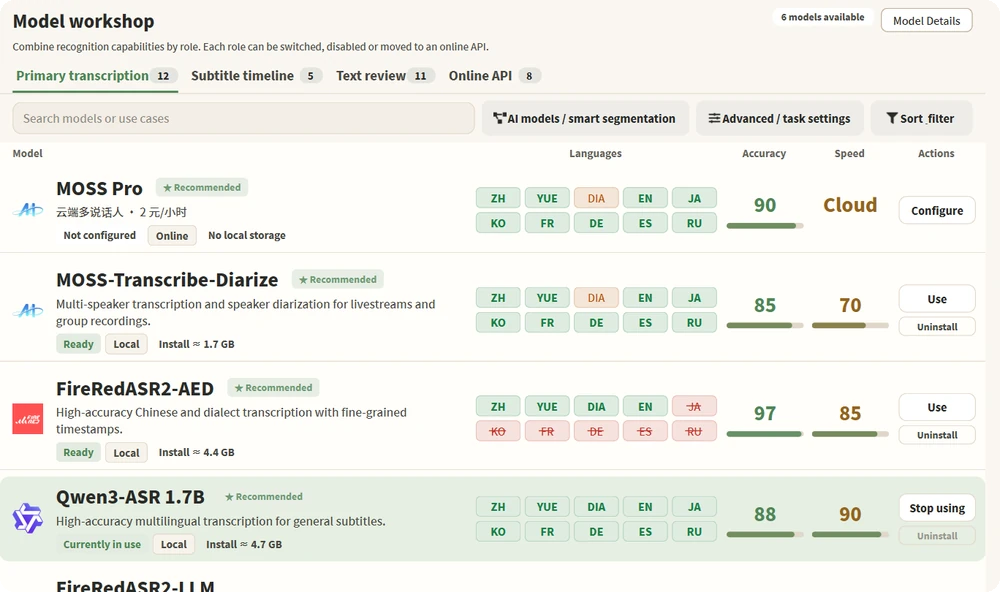 Model workshop
6 models available
Model Details
Combine recognition capabilities by role. Each role can be switched, disabled or moved to an online API.
Primary transcription 12
Subtitle timeline 5
Text review 11
Online API 8
Search models or use cases
AI models / smart segmentation
Advanced / task settings
Sort filter
Model Languages Accuracy Speed Actions
MOSS Pro ★ Recommended
云端多说话人 · 2 元/小时
Not configured Online No local storage
ZH YUE DIA EN JA
KO FR DE ES RU
90
Cloud
Configure
MOSS-Transcribe-Diarize ★ Recommended
Multi-speaker transcription and speaker diarization for livestreams and
group recordings.
Ready Local Install ≈ 1.7 GB
ZH YUE DIA EN JA
KO FR DE ES RU
85
70
Use
Uninstall
FireRedASR2-AED ★ Recommended
High-accuracy Chinese and dialect transcription with fine-grained
timestamps.
Ready Local Install ≈ 4.4 GB
ZH YUE DIA EN JA
KO FR DE ES RU
97
85
Use
Uninstall
Qwen3-ASR 1.7B ★ Recommended
High-accuracy multilingual transcription for general subtitles.
Currently in use Local Install ≈ 4.7 GB
ZH YUE DIA EN JA
KO FR DE ES RU
88
90
Stop using
Uninstall
FireRedASR2-LLM